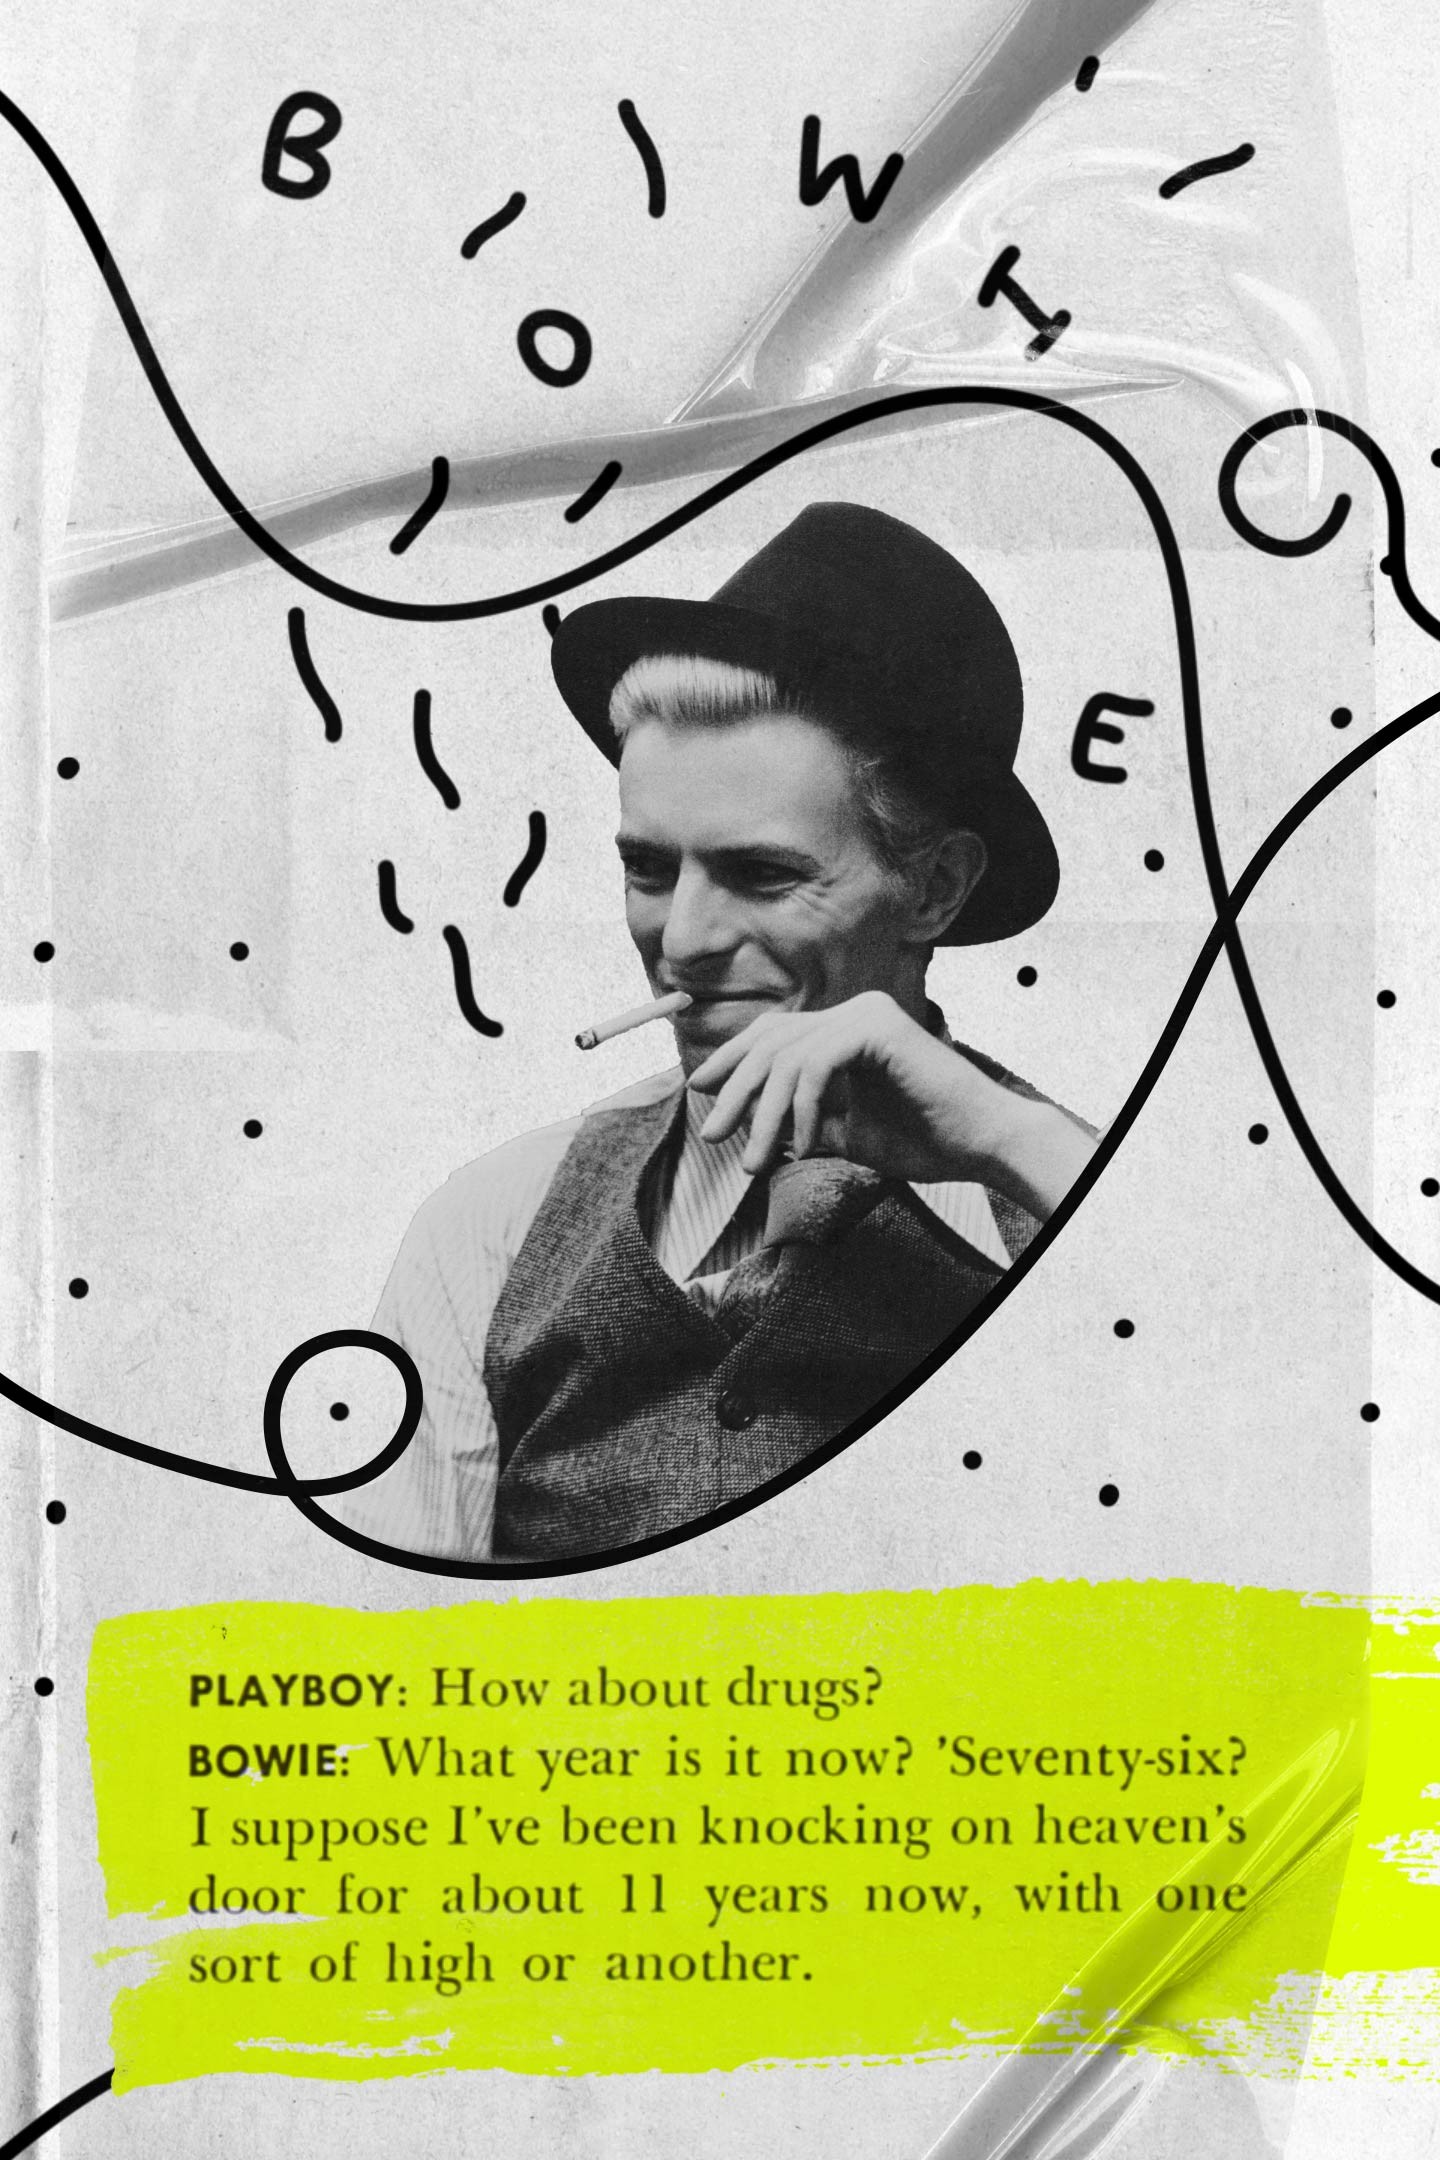 BOWIE
PLAYBOY: How about drugs?
BOWIE: What year is it now? ’Seventy-six?
I suppose I’ve been knocking on heaven’s
door for about 11 years now, with one
sort of high or another.